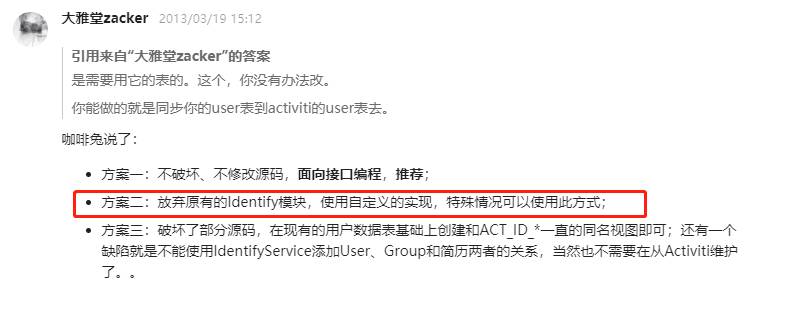 大雅堂zacker 2013/03/19 15:12
引用来自“大雅堂zacker”的答案
是需要用它的表的。这个，你没有办法改。
你能做的就是同步你的user表到activiti的user表去。
咖啡兔说了：
方案一：不破坏、不修改源码，面向接口编程，推荐；
方案二：放弃原有的Identify模块，使用自定义的实现，特殊情况可以使用此方式；
方案三：破坏了部分源码，在现有的用户数据表基础上创建和ACT_ID_*一直的同名视图即可；还有一个
缺陷就是不能使用IdentifyService添加User、Group和简历两者的关系，当然也不需要在从Activiti维护
了。。